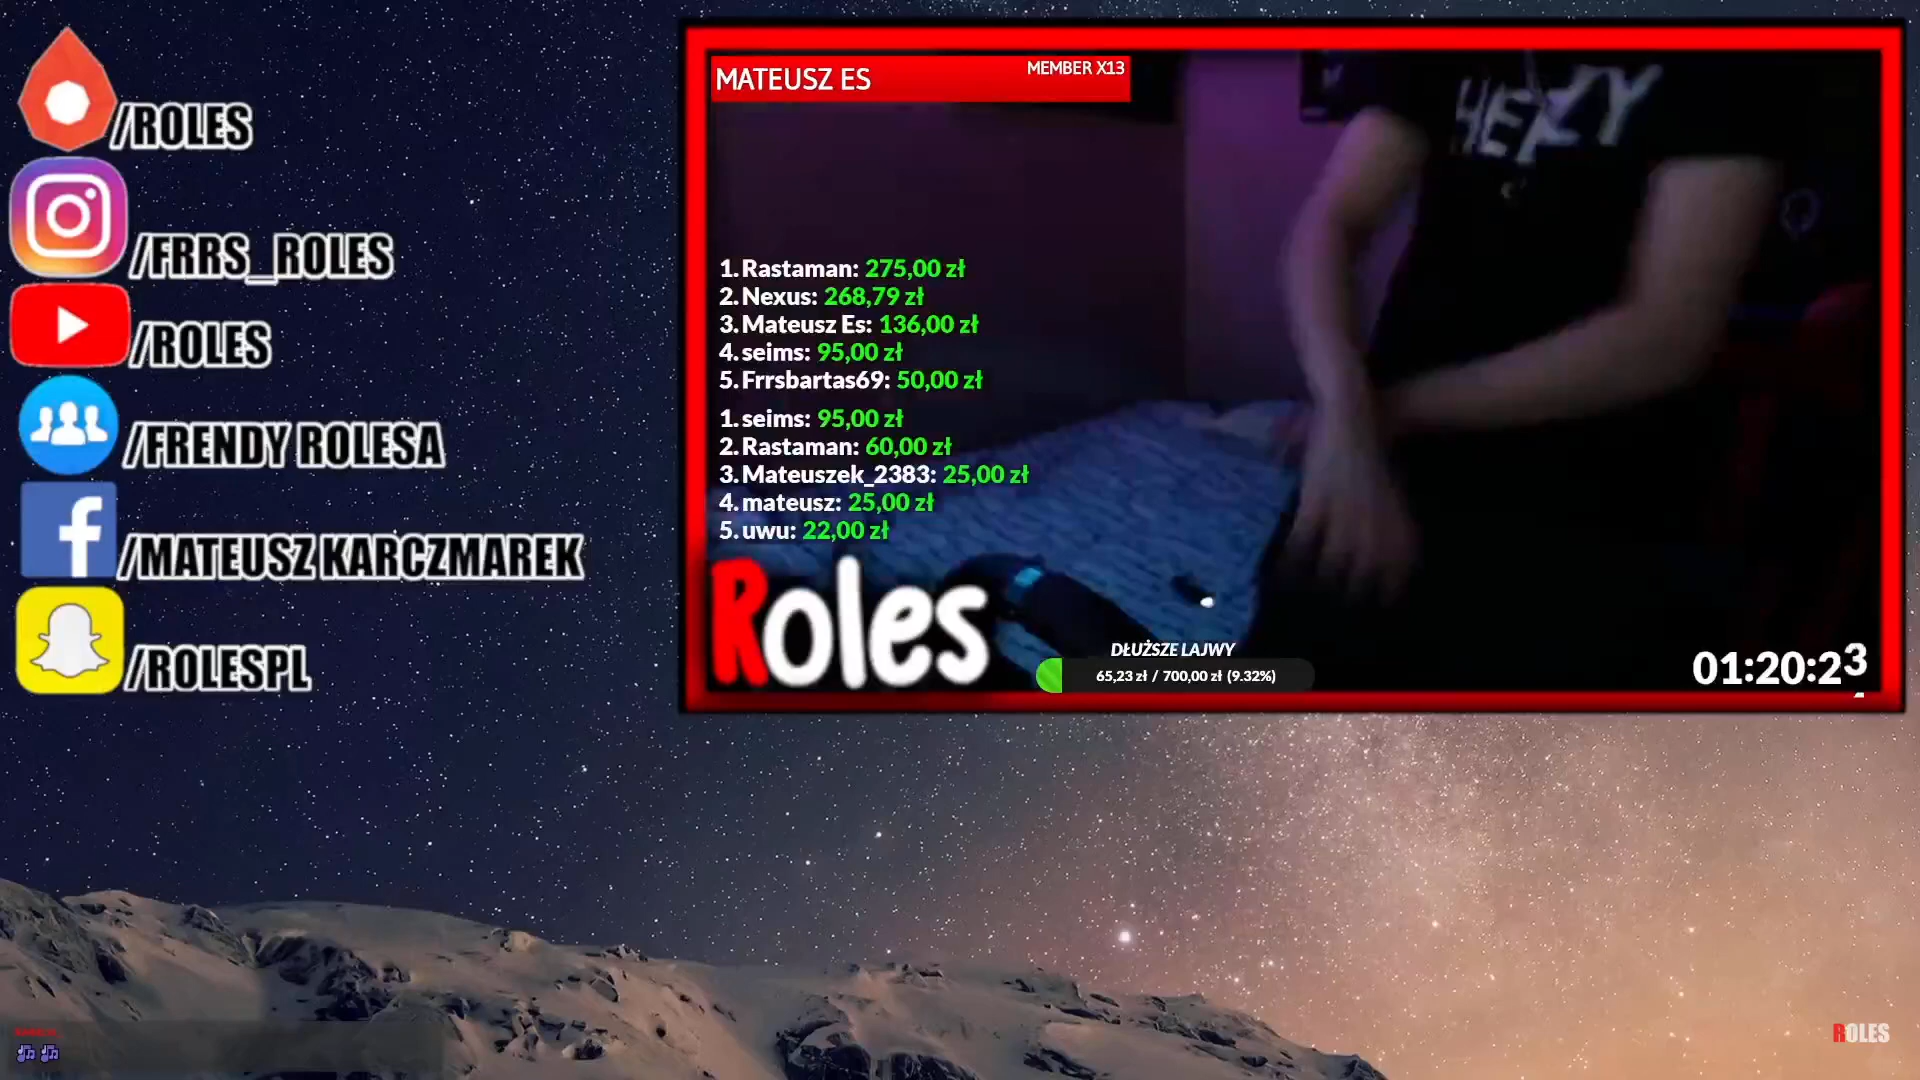 /ROLES
/FRRS_ROLES
/ROLES
/FRENDY ROLESA
/MATEUSZ KARCZMAREK
/ROLESPL
MATEUSZ ES
MEMBER X13
1. Rastaman: 275,00 zł
2. Nexus: 268,79 zł
3. Mateusz Es: 136,00 zł
4. seims: 95,00 zł
5. Frrsbartas69: 50,00 zł
1. seims: 95,00 zł
2. Rastaman: 60,00 zł
3. Mateuszek_2383: 25,00 zł
4. mateusz: 25,00 zł
5. uwu: 22,00 zł
Roles
DŁUŻSZE LAJWY
65,23 zł / 700,00 zł (9.32%)
01:20:23
ROLES